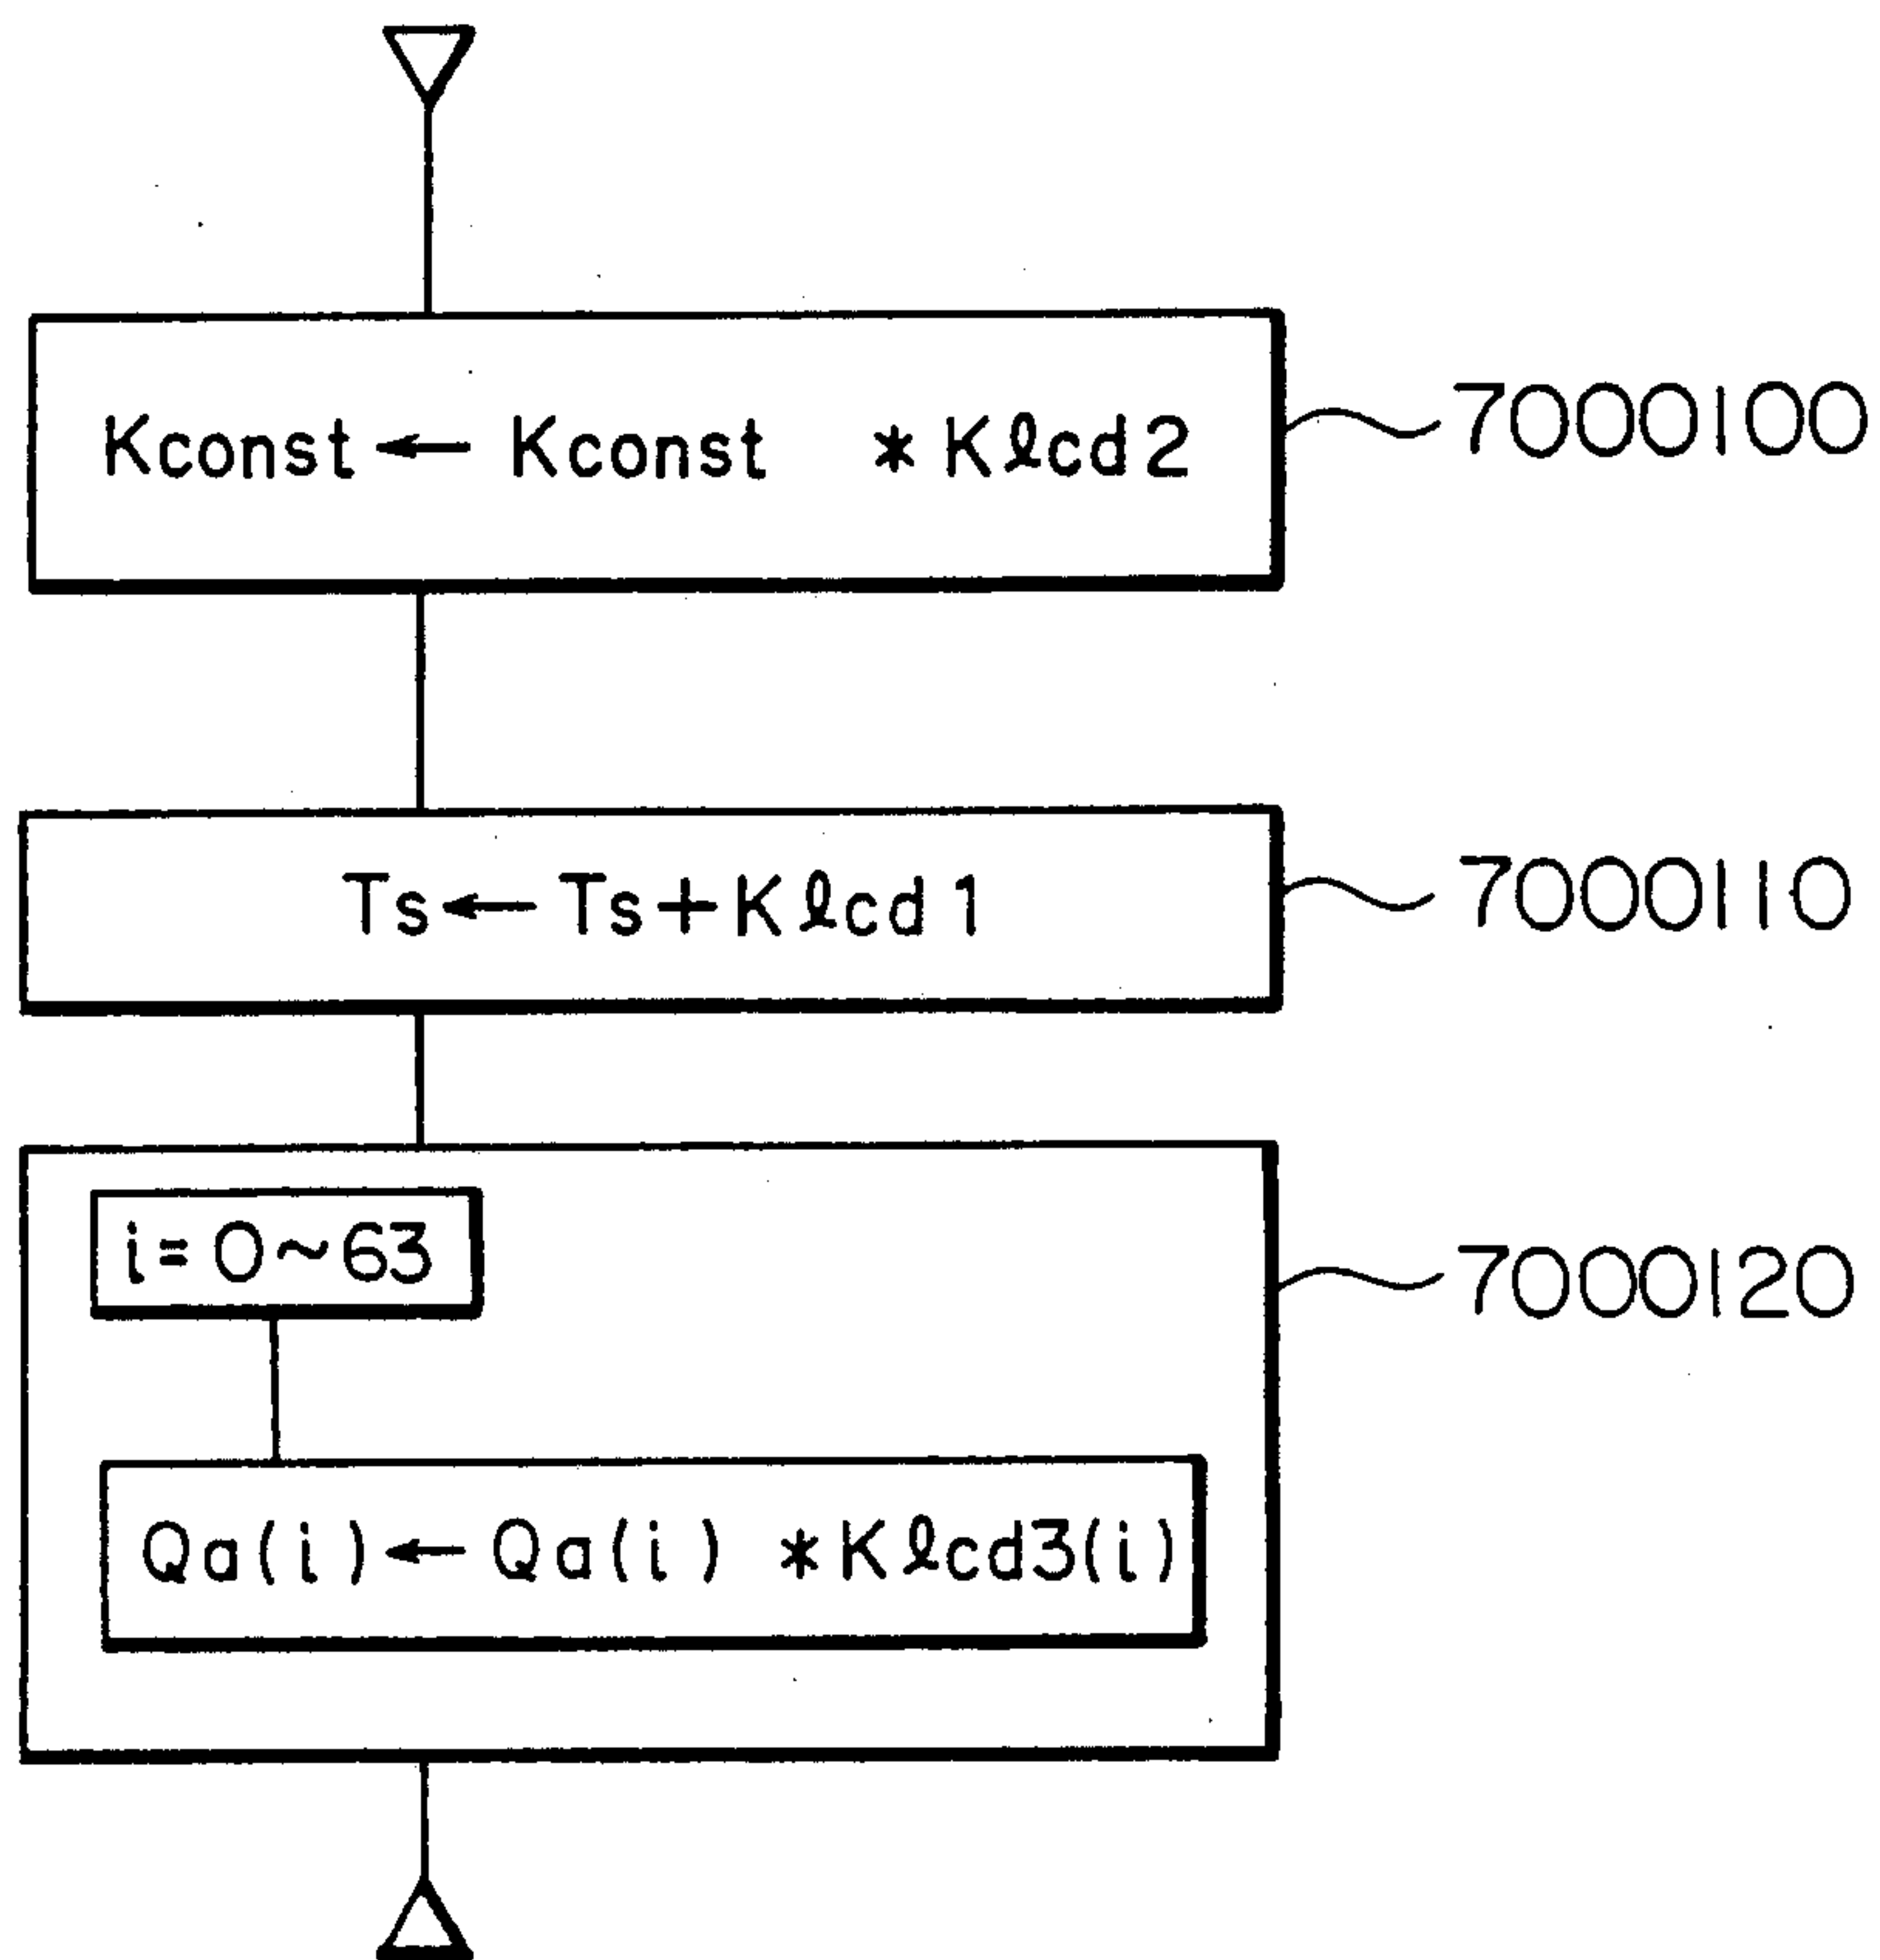 Kconst ← Kconst * Kℓcd2
7000100
Ts ← Ts + Kℓcd1
7000110
i = 0 ~ 63
7000120
Qa(i) ← Qa(i) * Kℓcd3(i)